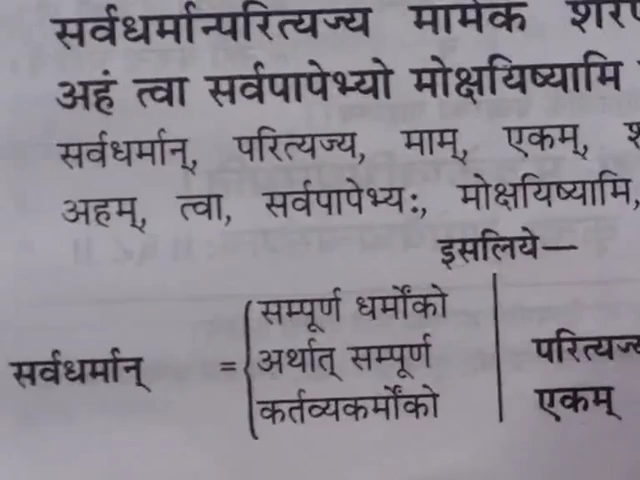 सर्वधर्मान्परित्यज्य मामेकं
अहं त्वा सर्वपापेभ्यो मोक्षयिष्यामि
सर्वधर्मान्, परित्यज्य, माम्, एकम्,
अहम्, त्वा, सर्वपापेभ्यः, मोक्षयिष्यामि,
इसलिये—
सर्वधर्मान् = सम्पूर्ण धर्मोंको
अर्थात् सम्पूर्ण
कर्तव्यकर्मोंको
एकम्